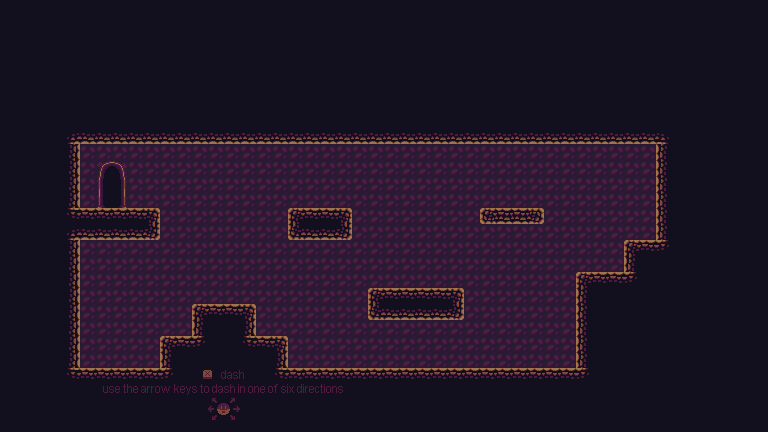 dash
use the arrow keys to dash in one of six directions